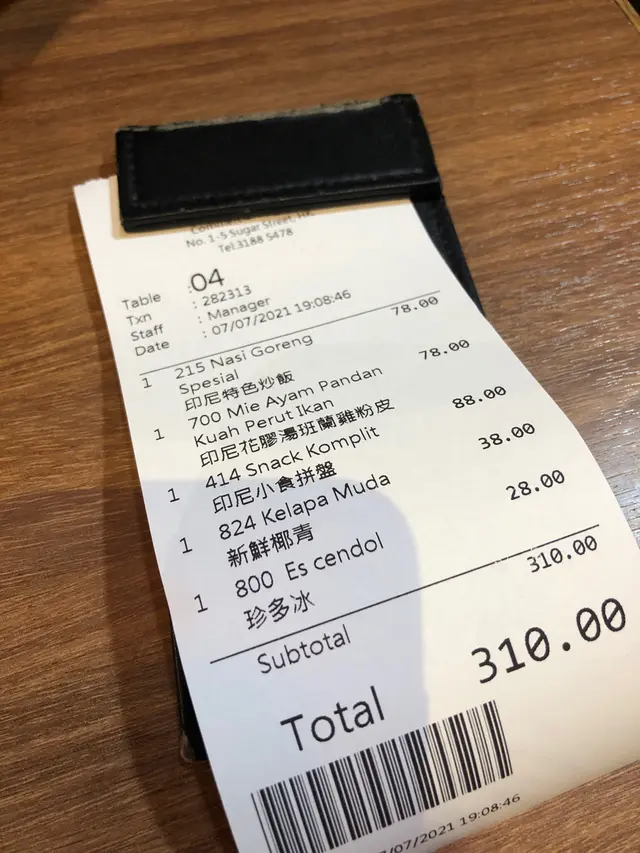 No. 1-5 Sugar Street, HK
Tel:3188 5478
Table :04
Txn : 282313
Staff : Manager
Date : 07/07/2021 19:08:46
1 215 Nasi Goreng 78.00
Spesial
印尼特色炒飯
1 700 Mie Ayam Pandan 78.00
Kuah Perut Ikan
印尼花膠湯班蘭雞粉皮
1 414 Snack Komplit 88.00
印尼小食拼盤
1 824 Kelapa Muda 38.00
新鮮椰青
1 800 Es cendol 28.00
珍多冰
Subtotal 310.00
Total 310.00
/07/2021 19:08:46